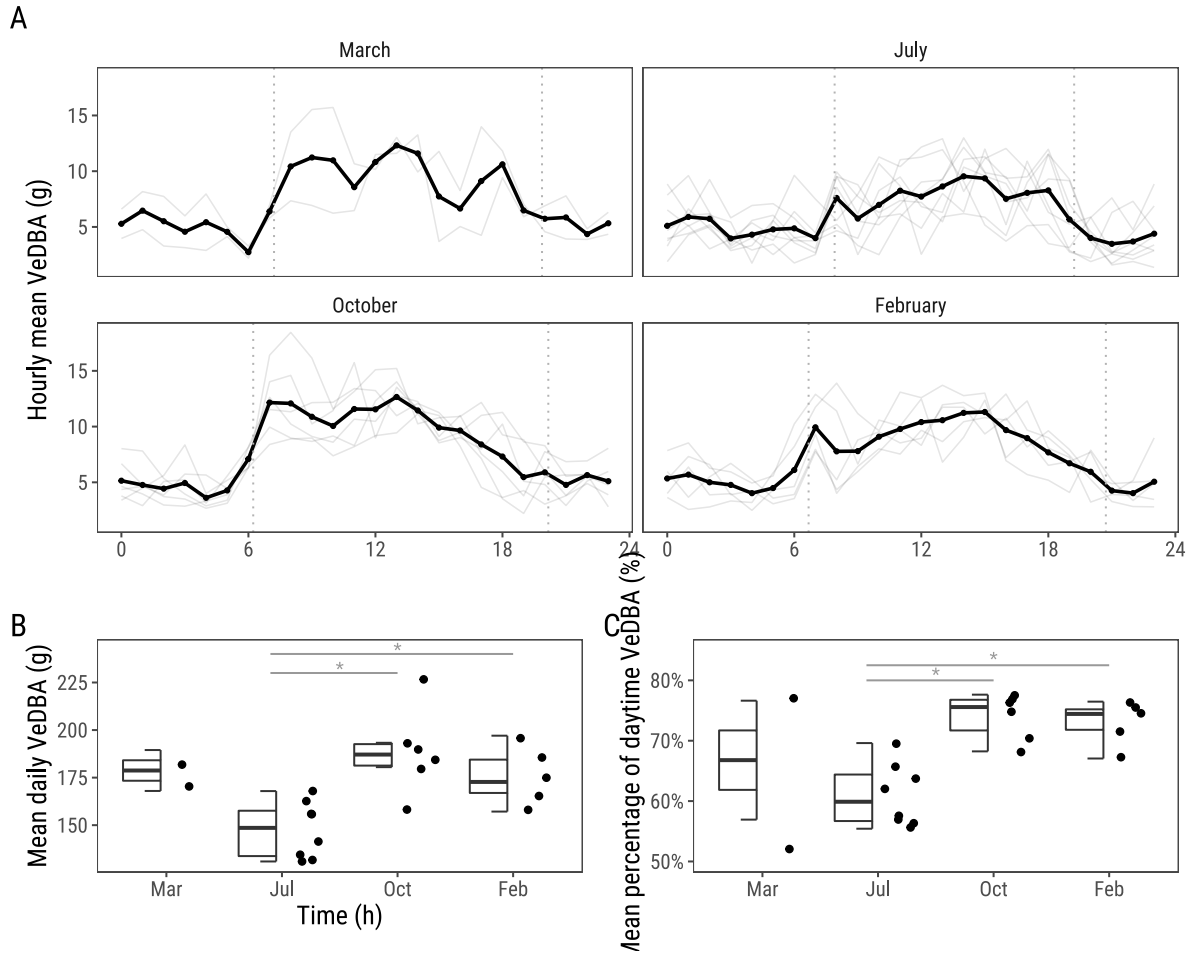 A
March
July
Hourly mean VeDBA (g)
15
10
5
October
February
15
10
5
0 6 12 18 24
0 6 12 18 24
B
Mean daily VeDBA (g)
225
200
175
150
*
*
Mar Jul Oct Feb
Time (h)
C
Mean percentage of daytime VeDBA (%)
80%
70%
60%
50%
*
*
Mar Jul Oct Feb